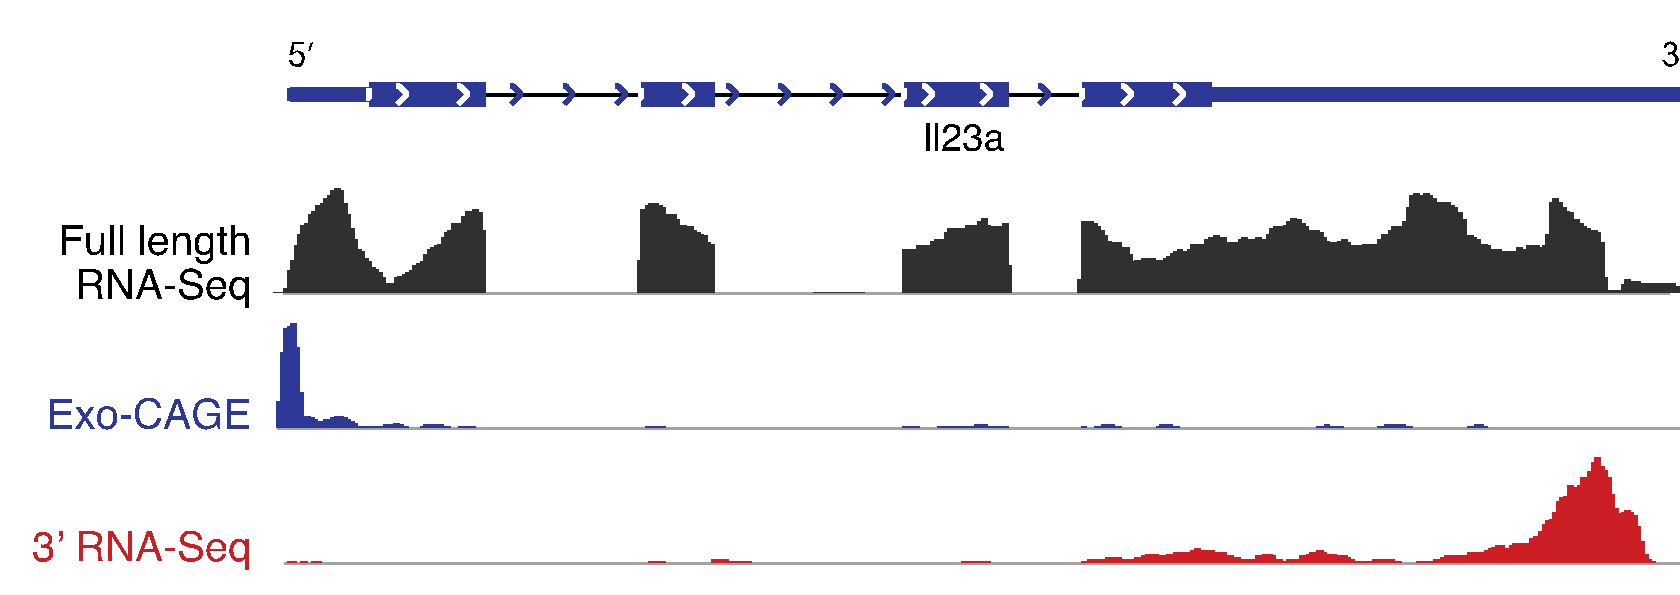 5′
3
Il23a
Full length
RNA-Seq
Exo-CAGE
3’ RNA-Seq